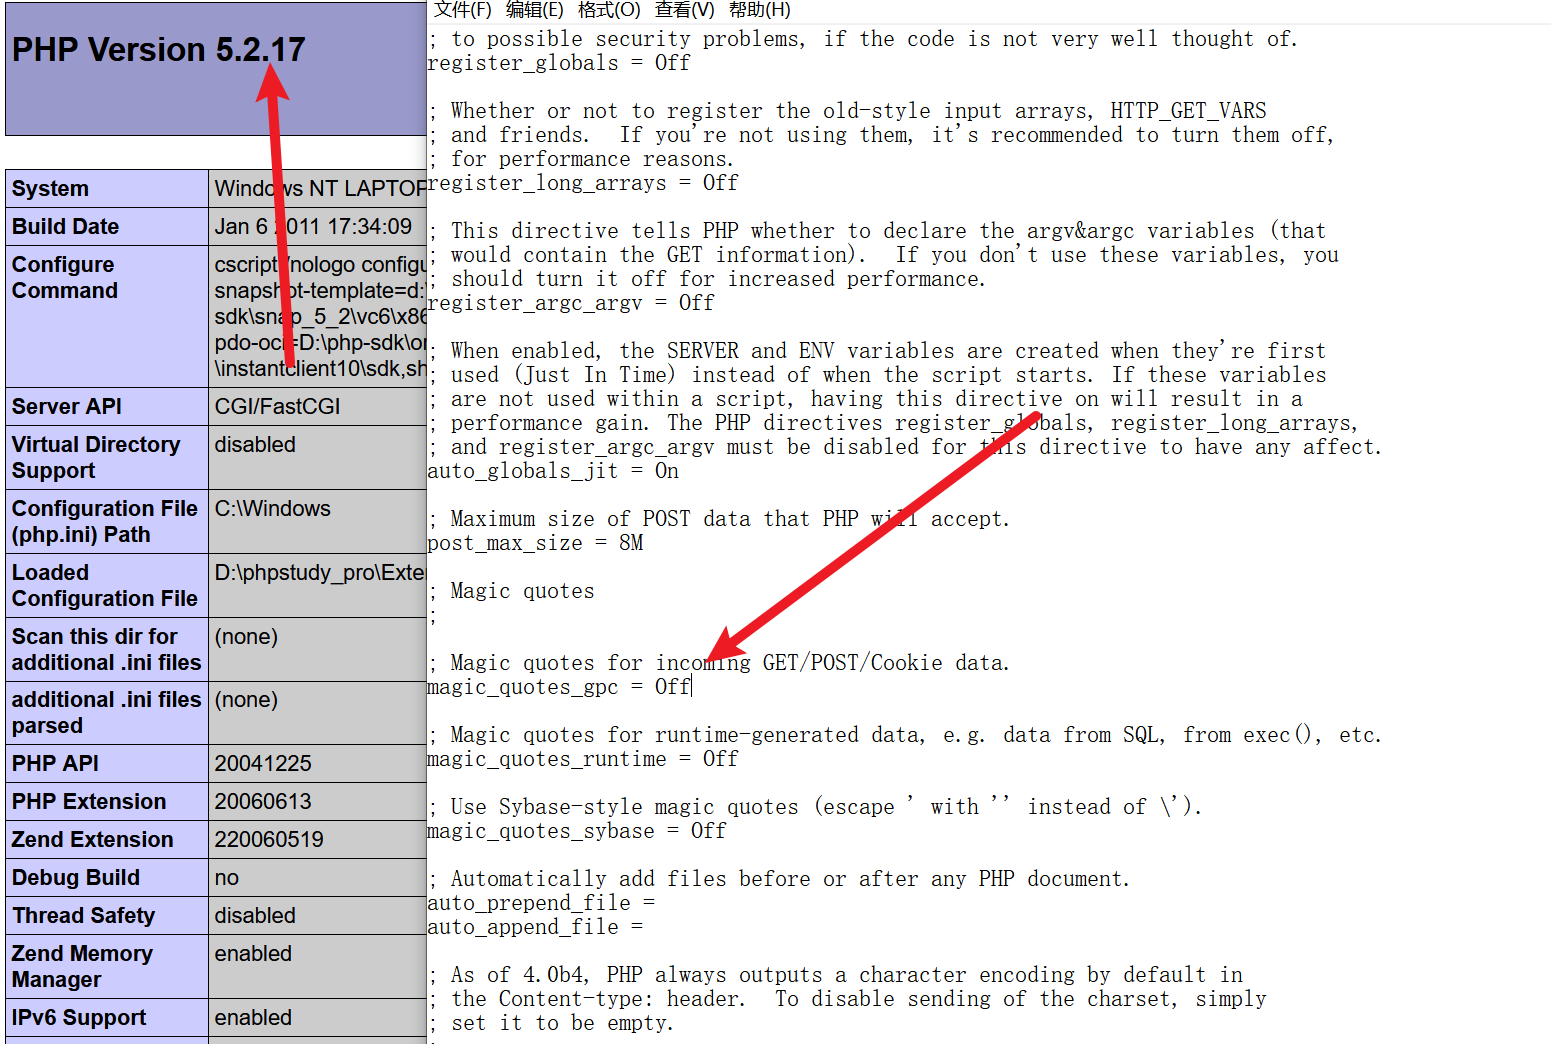 PHP Version 5.2.17
System
Windows NT LAPTOP
Build Date
Jan 6 2011 17:34:09
Configure
Command
cscript /nologo configu
snapshot-template=d:\
sdk\snap_5_2\vc6\x86
pdo-oci=D:\php-sdk\or
\instantclient10\sdk,sh
Server API
CGI/FastCGI
Virtual Directory
Support
disabled
Configuration File
(php.ini) Path
C:\Windows
Loaded
Configuration File
D:\phpstudy_pro\Exte
Scan this dir for
additional .ini files
(none)
additional .ini files
parsed
(none)
PHP API
20041225
PHP Extension
20060613
Zend Extension
220060519
Debug Build
no
Thread Safety
disabled
Zend Memory
Manager
enabled
IPv6 Support
enabled
文件(F) 编辑(E) 格式(O) 查看(V) 帮助(H)
; to possible security problems, if the code is not very well thought of.
register_globals = Off
; Whether or not to register the old-style input arrays, HTTP_GET_VARS
; and friends.  If you're not using them, it's recommended to turn them off,
; for performance reasons.
register_long_arrays = Off
; This directive tells PHP whether to declare the argv&argc variables (that
; would contain the GET information).  If you don't use these variables, you
; should turn it off for increased performance.
register_argc_argv = Off
; When enabled, the SERVER and ENV variables are created when they're first
; used (Just In Time) instead of when the script starts. If these variables
; are not used within a script, having this directive on will result in a
; performance gain. The PHP directives register_globals, register_long_arrays,
; and register_argc_argv must be disabled for this directive to have any affect.
auto_globals_jit = On
; Maximum size of POST data that PHP will accept.
post_max_size = 8M
; Magic quotes
;
; Magic quotes for incoming GET/POST/Cookie data.
magic_quotes_gpc = Off
; Magic quotes for runtime-generated data, e.g. data from SQL, from exec(), etc.
magic_quotes_runtime = Off
; Use Sybase-style magic quotes (escape ' with '' instead of \').
magic_quotes_sybase = Off
; Automatically add files before or after any PHP document.
auto_prepend_file =
auto_append_file =
; As of 4.0b4, PHP always outputs a character encoding by default in
; the Content-type: header.  To disable sending of the charset, simply
; set it to be empty.